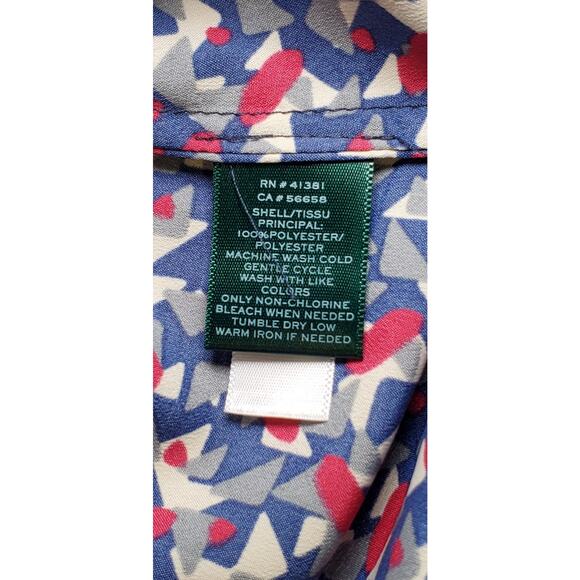 RN # 41381
CA # 56658
SHELL/TISSU
PRINCIPAL:
100%POLYESTER/
POLYESTER
MACHINE WASH COLD
GENTLE CYCLE
WASH WITH LIKE
COLORS
ONLY NON-CHLORINE
BLEACH WHEN NEEDED
TUMBLE DRY LOW
WARM IRON IF NEEDED